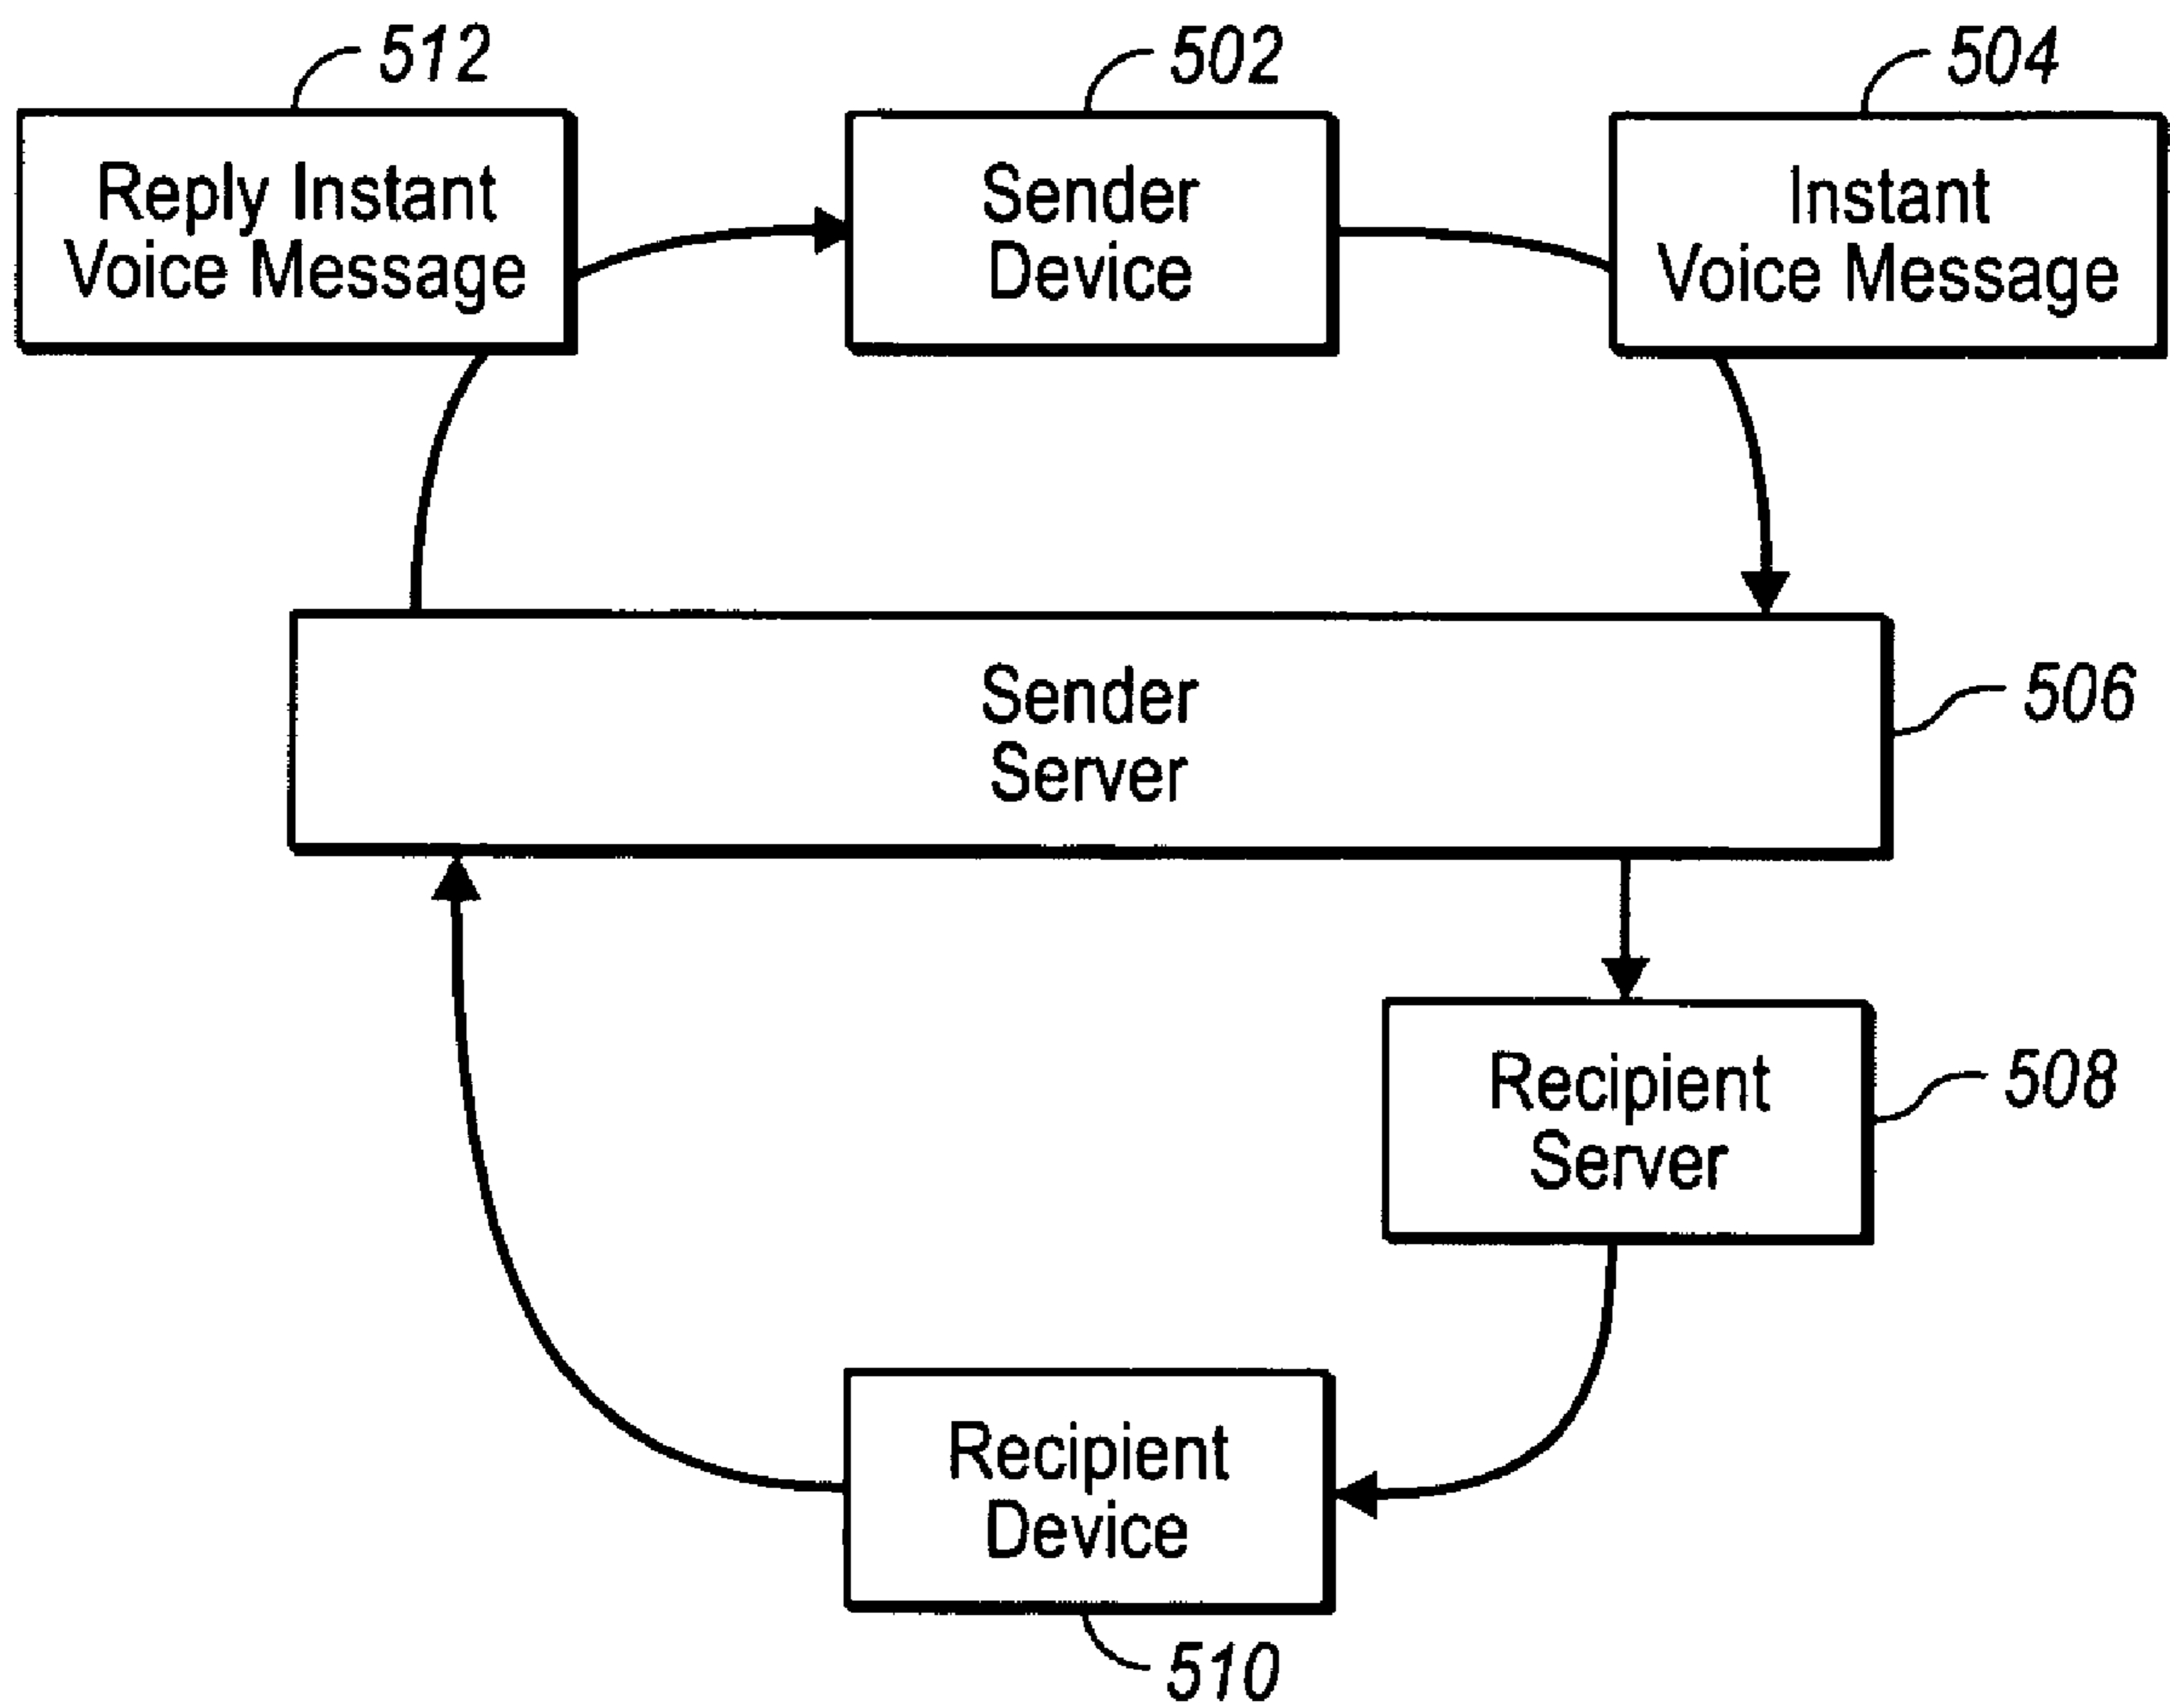 512
502
504
Reply Instant
Voice Message
Sender
Device
Instant
Voice Message
Sender
Server
506
Recipient
Server
508
Recipient
Device
510